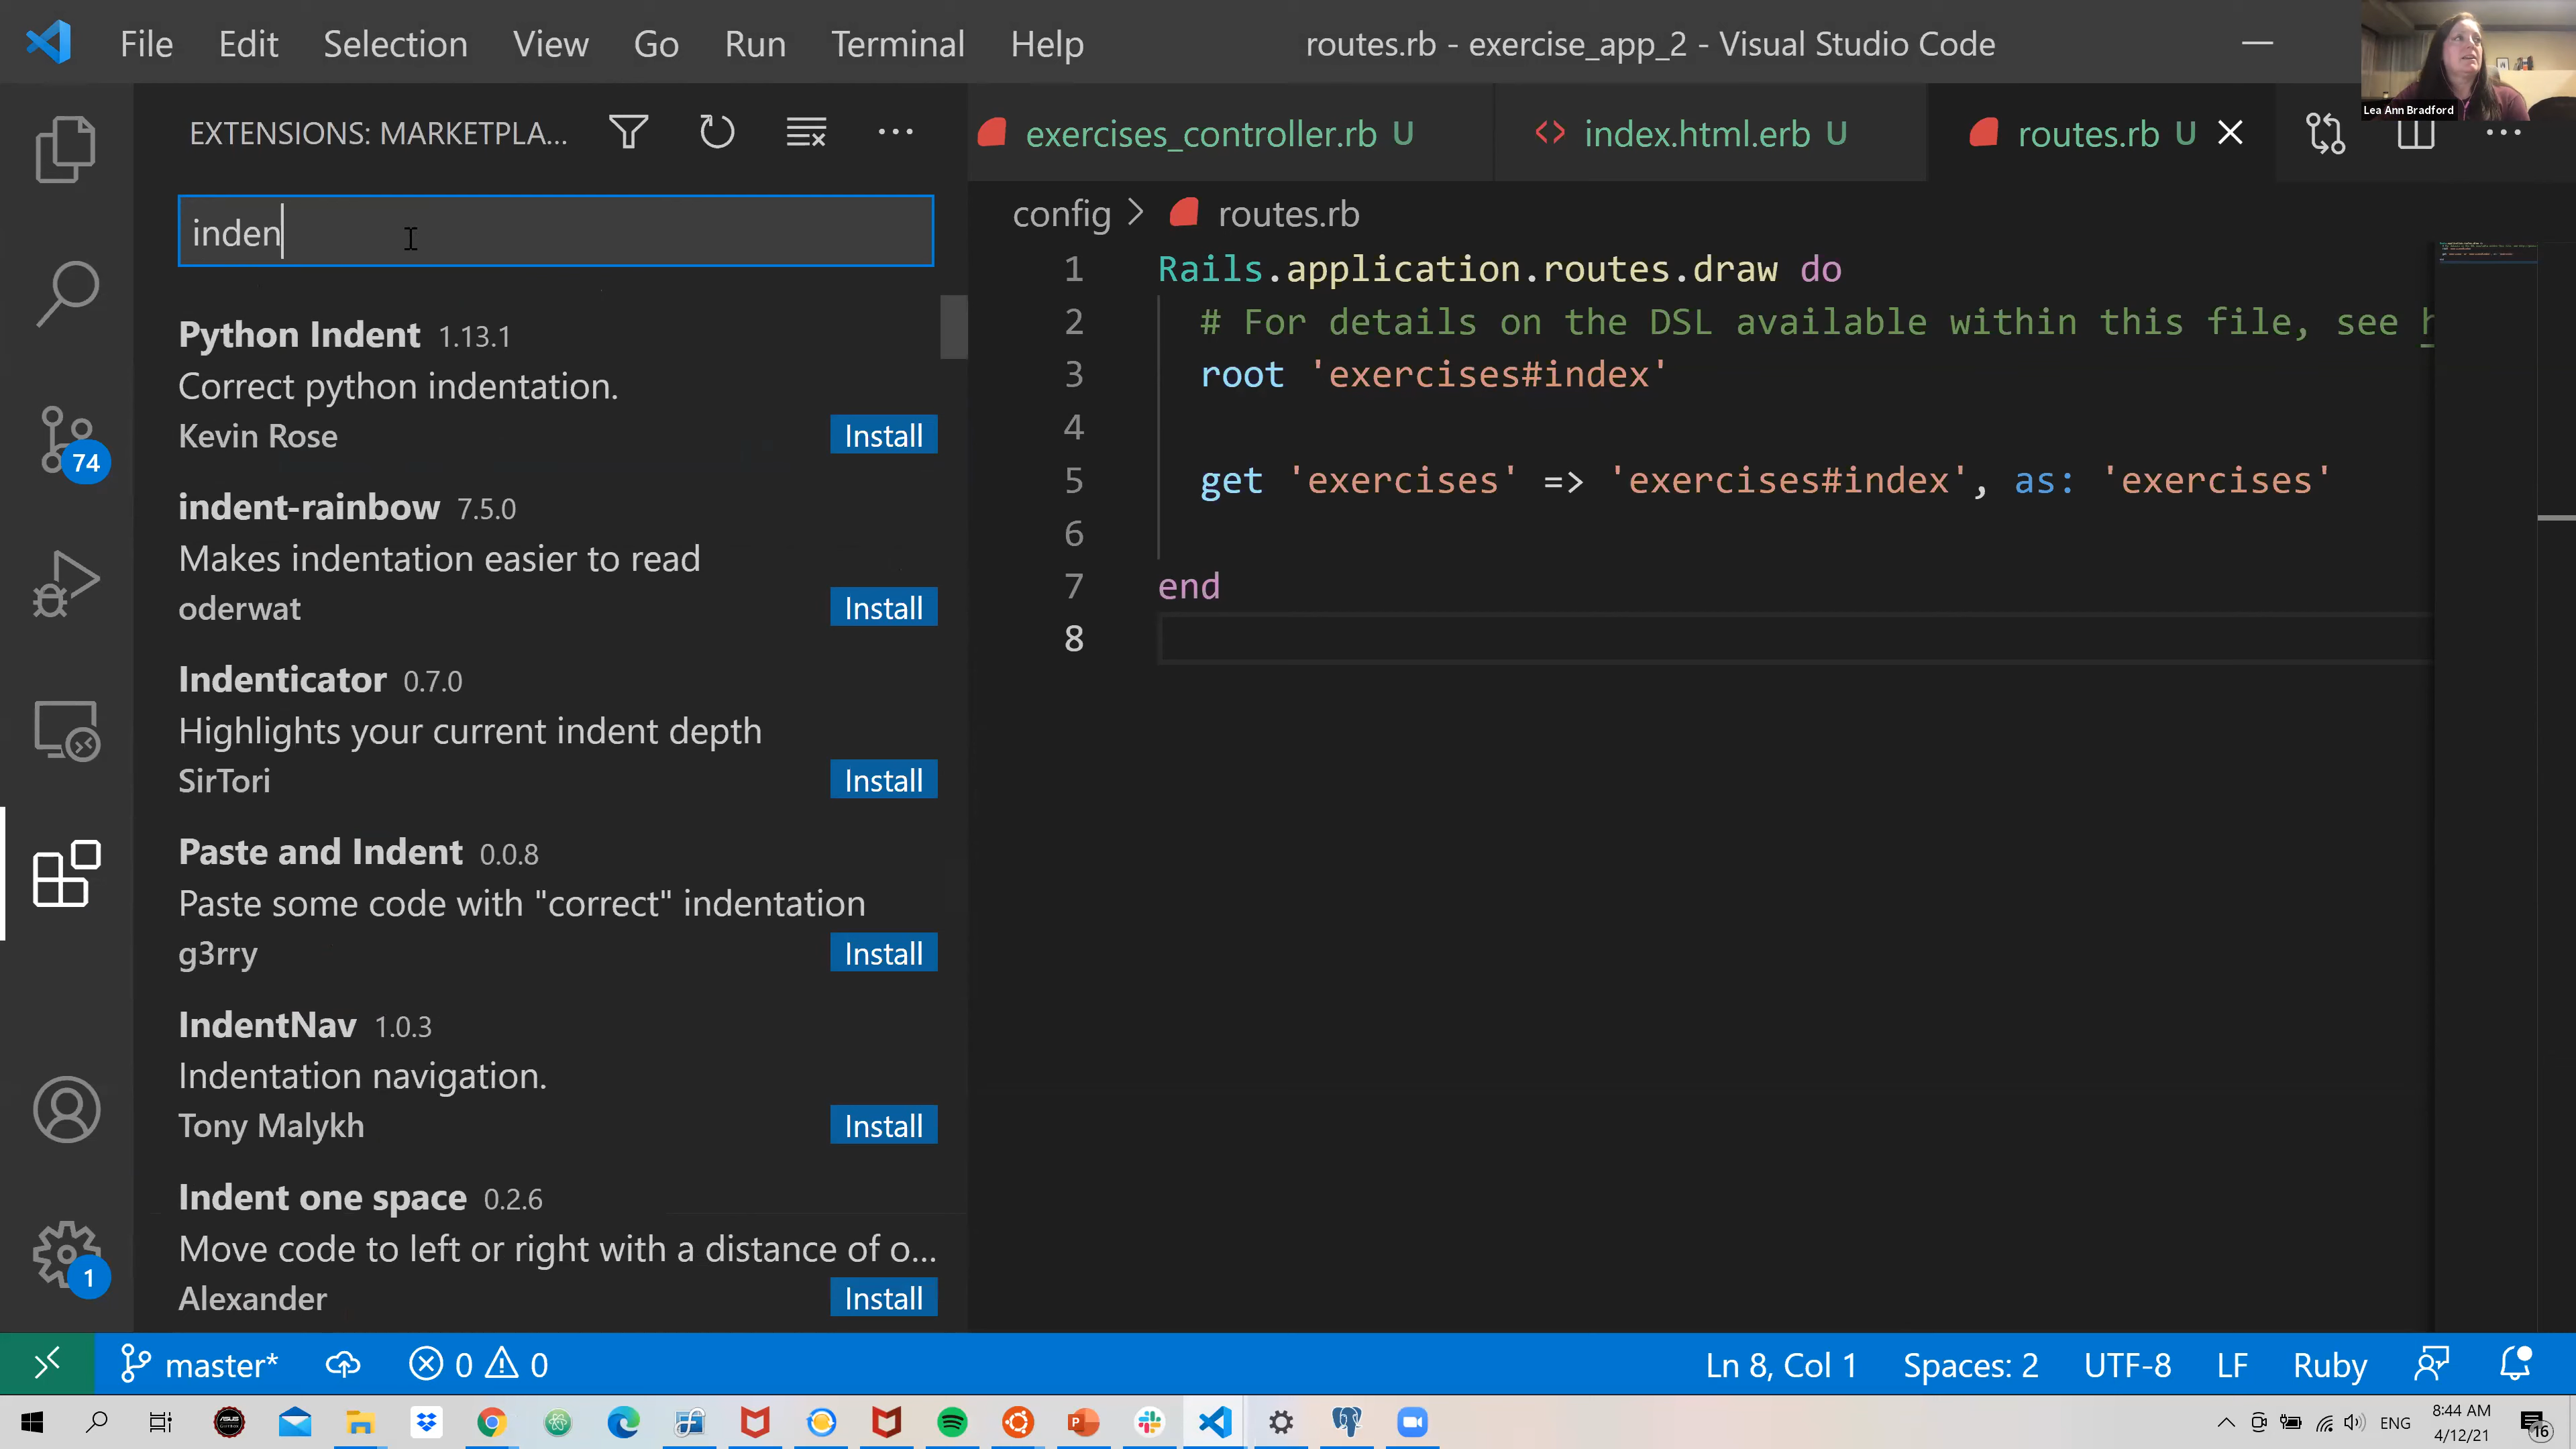 File Edit Selection View Go Run Terminal Help routes.rb - exercise_app_2 - Visual Studio Code
Lea Ann Bradford
EXTENSIONS: MARKETPLA...
exercises_controller.rb U index.html.erb U routes.rb U
inden
config > routes.rb
1 Rails.application.routes.draw do
2 # For details on the DSL available within this file, see h
3 root 'exercises#index'
4
5 get 'exercises' => 'exercises#index', as: 'exercises'
6
7 end
8
Python Indent 1.13.1
Correct python indentation.
Kevin Rose Install
indent-rainbow 7.5.0
Makes indentation easier to read
oderwat Install
Indenticator 0.7.0
Highlights your current indent depth
SirTori Install
Paste and Indent 0.0.8
Paste some code with "correct" indentation
g3rry Install
IndentNav 1.0.3
Indentation navigation.
Tony Malykh Install
Indent one space 0.2.6
Move code to left or right with a distance of o...
Alexander Install
74
1
master* 0 0 Ln 8, Col 1 Spaces: 2 UTF-8 LF Ruby
ENG 8:44 AM
4/12/21 16